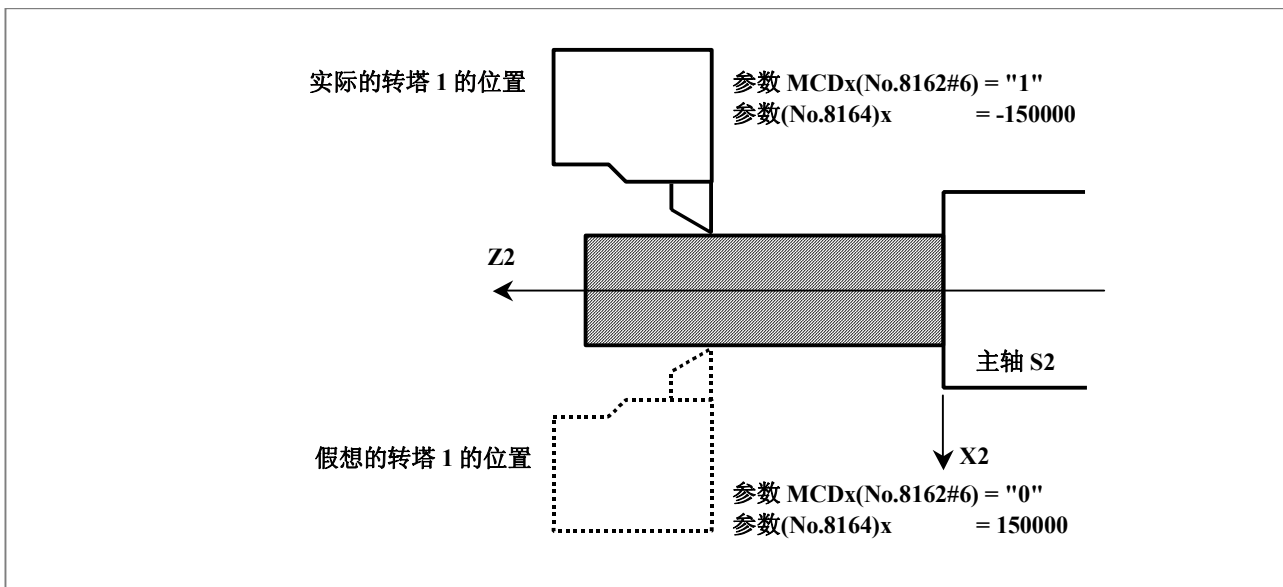 实际的转塔 1 的位置
参数 MCDx(No.8162#6) = "1"
参数(No.8164)x = -150000
Z2
主轴 S2
假想的转塔 1 的位置
X2
参数 MCDx(No.8162#6) = "0"
参数(No.8164)x = 150000